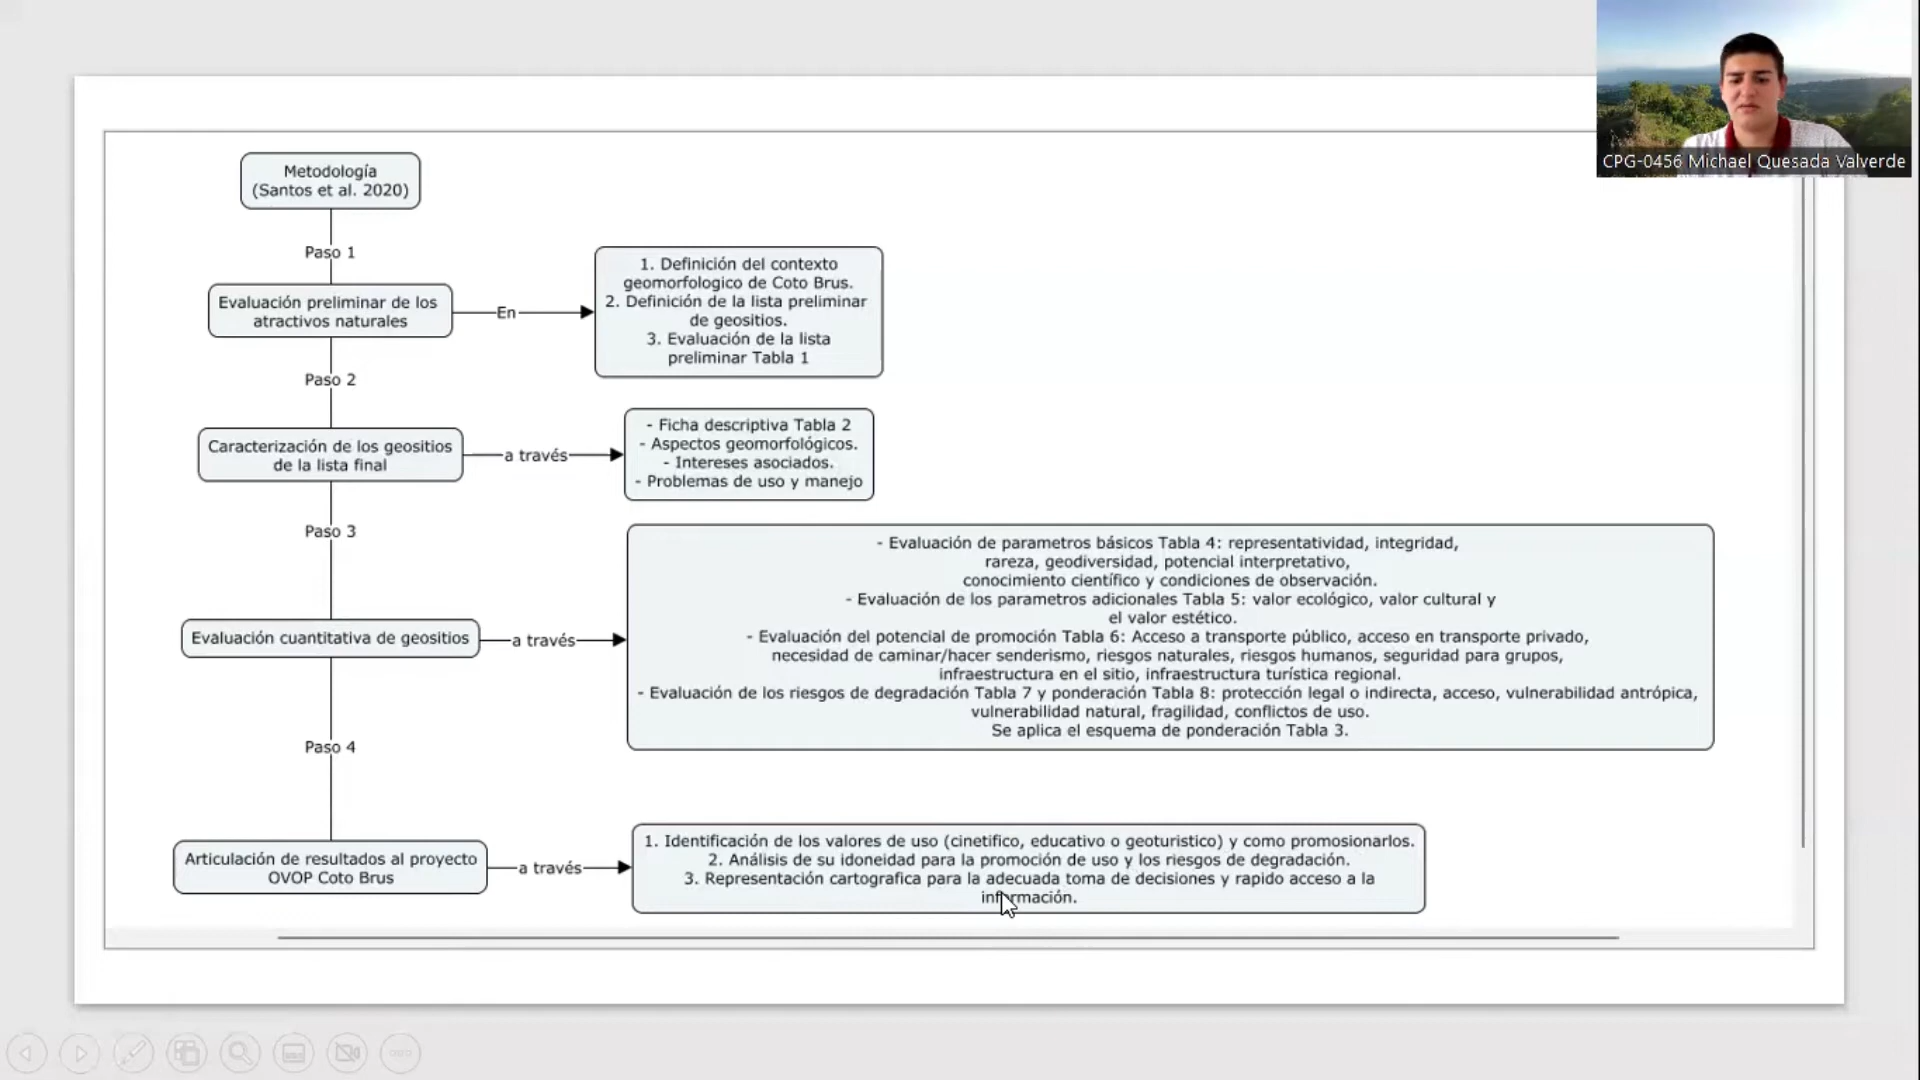 CPG-0456 Michael Quesada Valverde
Metodología
(Santos et al. 2020)
Paso 1
Evaluación preliminar de los
atractivos naturales
En
1. Definición del contexto
geomorfologico de Coto Brus.
2. Definición de la lista preliminar
de geositios.
3. Evaluación de la lista
preliminar Tabla 1
Paso 2
Caracterización de los geositios
de la lista final
a través
- Ficha descriptiva Tabla 2
- Aspectos geomorfológicos.
- Intereses asociados.
- Problemas de uso y manejo
Paso 3
Evaluación cuantitativa de geositios
a través
- Evaluación de parametros básicos Tabla 4: representatividad, integridad,
rareza, geodiversidad, potencial interpretativo,
conocimiento científico y condiciones de observación.
- Evaluación de los parametros adicionales Tabla 5: valor ecológico, valor cultural y
el valor estético.
- Evaluación del potencial de promoción Tabla 6: Acceso a transporte público, acceso en transporte privado,
necesidad de caminar/hacer senderismo, riesgos naturales, riesgos humanos, seguridad para grupos,
infraestructura en el sitio, infraestructura turística regional.
- Evaluación de los riesgos de degradación Tabla 7 y ponderación Tabla 8: protección legal o indirecta, acceso, vulnerabilidad antrópica,
vulnerabilidad natural, fragilidad, conflictos de uso.
Se aplica el esquema de ponderación Tabla 3.
Paso 4
Articulación de resultados al proyecto
OVOP Coto Brus
a través
1. Identificación de los valores de uso (cinetifico, educativo o geoturistico) y como promosionarlos.
2. Análisis de su idoneidad para la promoción de uso y los riesgos de degradación.
3. Representación cartografica para la adecuada toma de decisiones y rapido acceso a la
información.